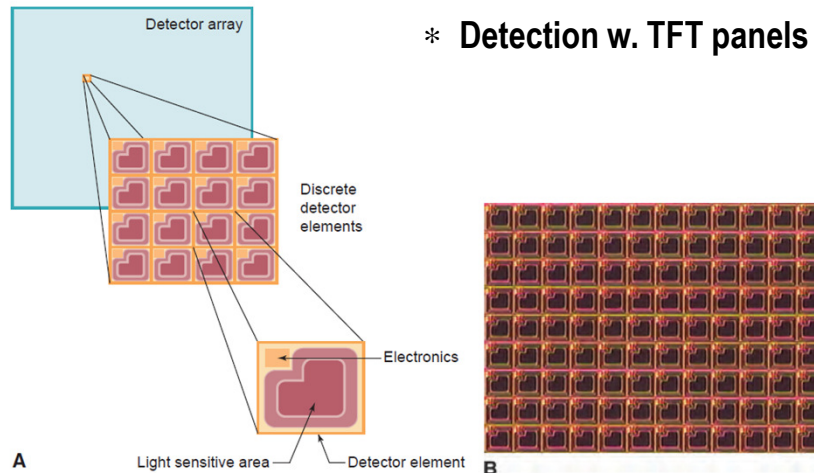 Detector array
* Detection w. TFT panels
Discrete
detector
elements
Electronics
Light sensitive area
Detector element
A
B